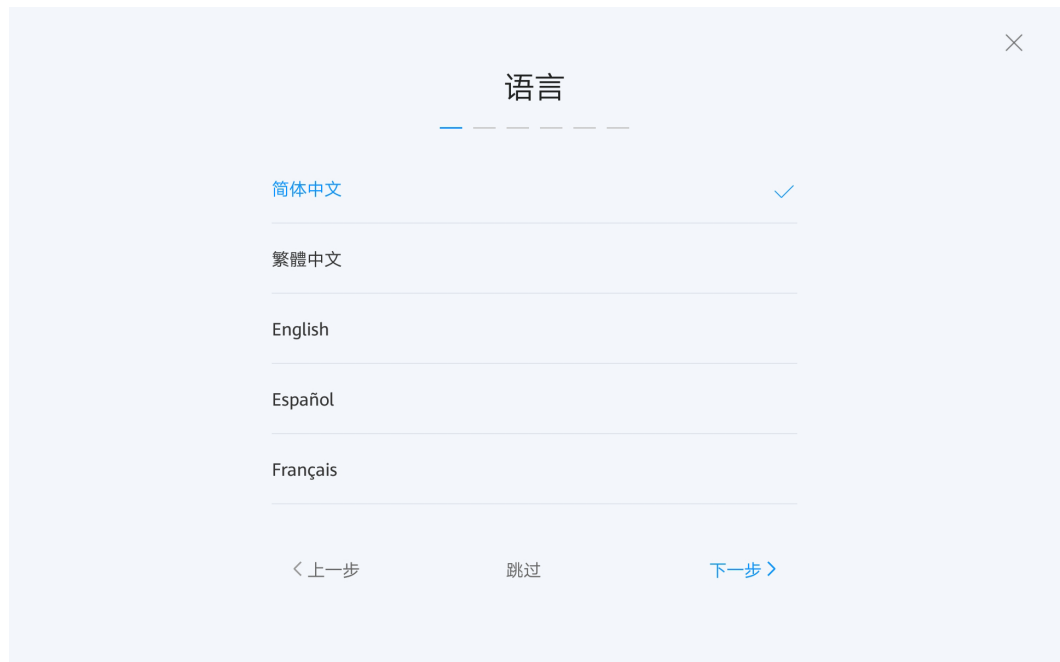 语言
简体中文
繁體中文
English
Español
Français
上一步
跳过
下一步